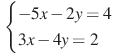 −5x − 2y = 4
3x − 4y = 2